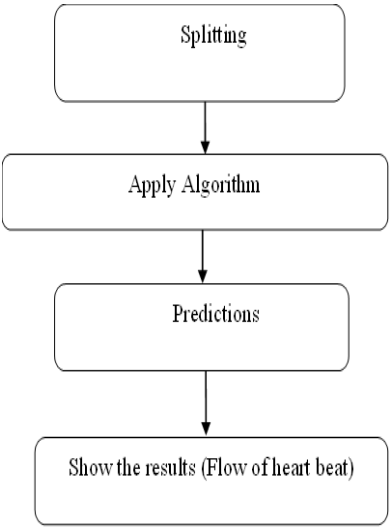 Splitting
Apply Algorithm
Predictions
Show the results (Flow of heart beat)